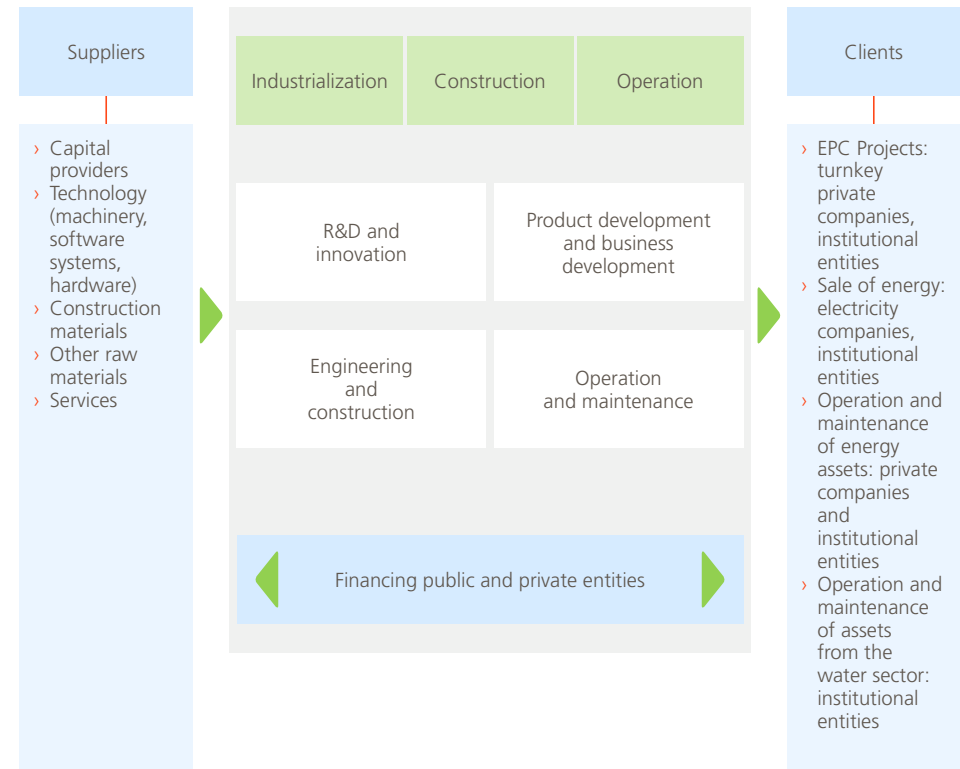 Suppliers
› Capital
providers
› Technology
(machinery,
software
systems,
hardware)
› Construction
materials
› Other raw
materials
› Services
Industrialization
Construction
Operation
R&D and
innovation
Product development
and business
development
Engineering
and
construction
Operation
and maintenance
Financing public and private entities
Clients
› EPC Projects:
turnkey
private
companies,
institutional
entities
› Sale of energy:
electricity
companies,
institutional
entities
› Operation and
maintenance
of energy
assets: private
companies
and
institutional
entities
› Operation and
maintenance
of assets
from the
water sector:
institutional
entities